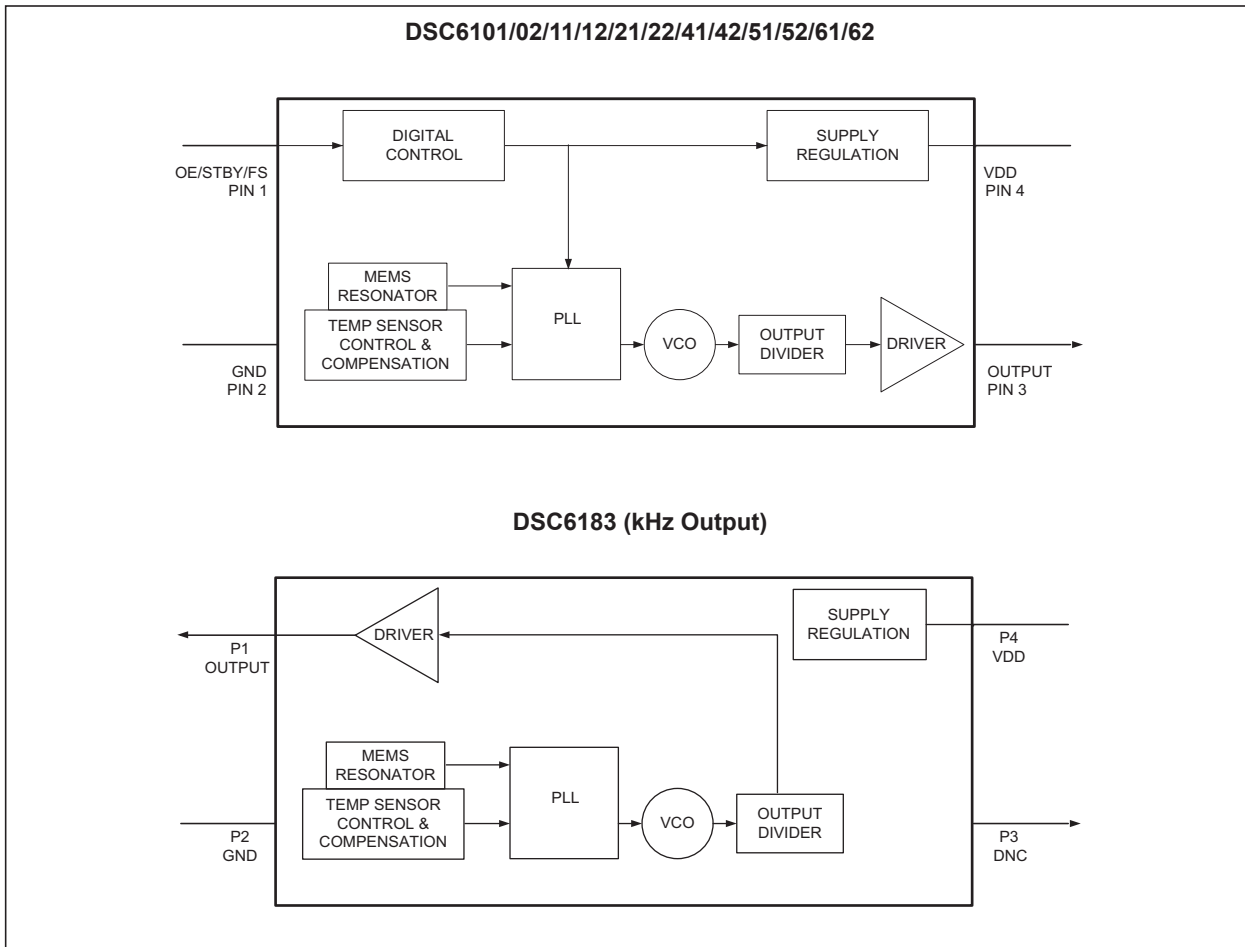 DSC6101/02/11/12/21/22/41/42/51/52/61/62
DIGITAL
CONTROL
SUPPLY
REGULATION
OE/STBY/FS
PIN 1
VDD
PIN 4
MEMS
RESONATOR
TEMP SENSOR
CONTROL &
COMPENSATION
PLL
VCO
OUTPUT
DIVIDER
DRIVER
GND
PIN 2
OUTPUT
PIN 3
DSC6183 (kHz Output)
DRIVER
SUPPLY
REGULATION
P1
OUTPUT
P4
VDD
MEMS
RESONATOR
TEMP SENSOR
CONTROL &
COMPENSATION
PLL
VCO
OUTPUT
DIVIDER
P2
GND
P3
DNC